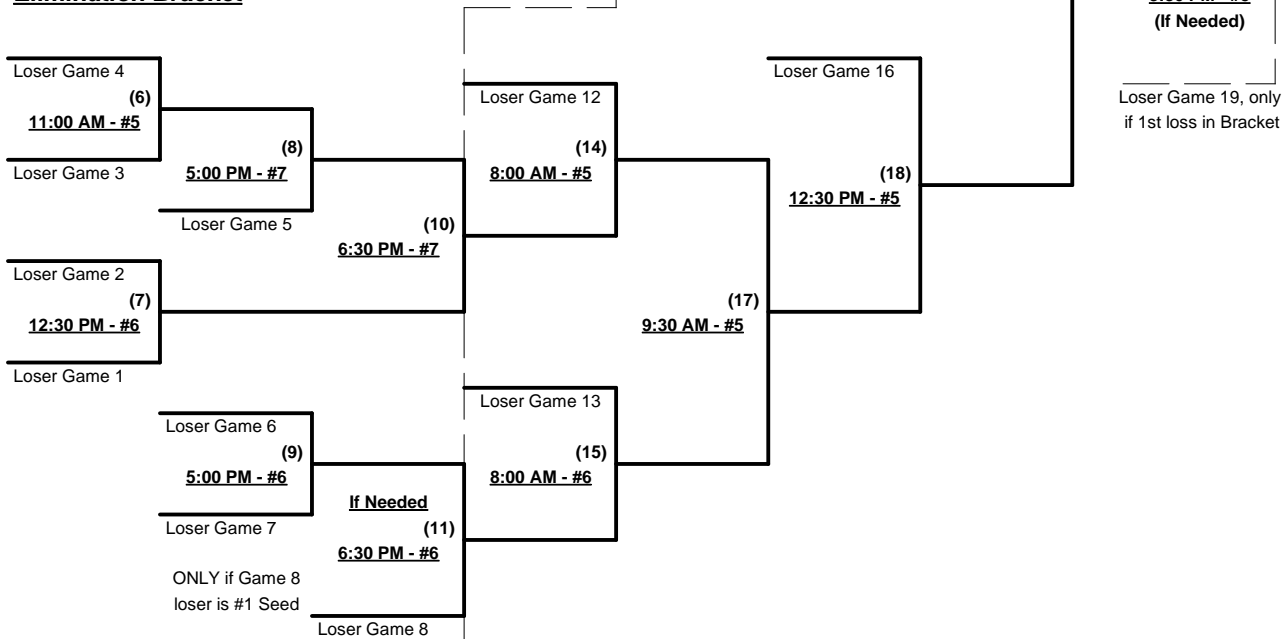 Elimination Bracket
(If Needed)
Loser Game 4
(6)
11:00 AM - #5
Loser Game 3
(8)
5:00 PM - #7
Loser Game 5
(10)
6:30 PM - #7
Loser Game 2
(7)
12:30 PM - #6
Loser Game 1
Loser Game 12
(14)
8:00 AM - #5
Loser Game 16
(18)
12:30 PM - #5
Loser Game 19, only
if 1st loss in Bracket
(17)
9:30 AM - #5
Loser Game 6
(9)
5:00 PM - #6
Loser Game 7
If Needed
(11)
6:30 PM - #6
ONLY if Game 8
loser is #1 Seed
Loser Game 8
Loser Game 13
(15)
8:00 AM - #6